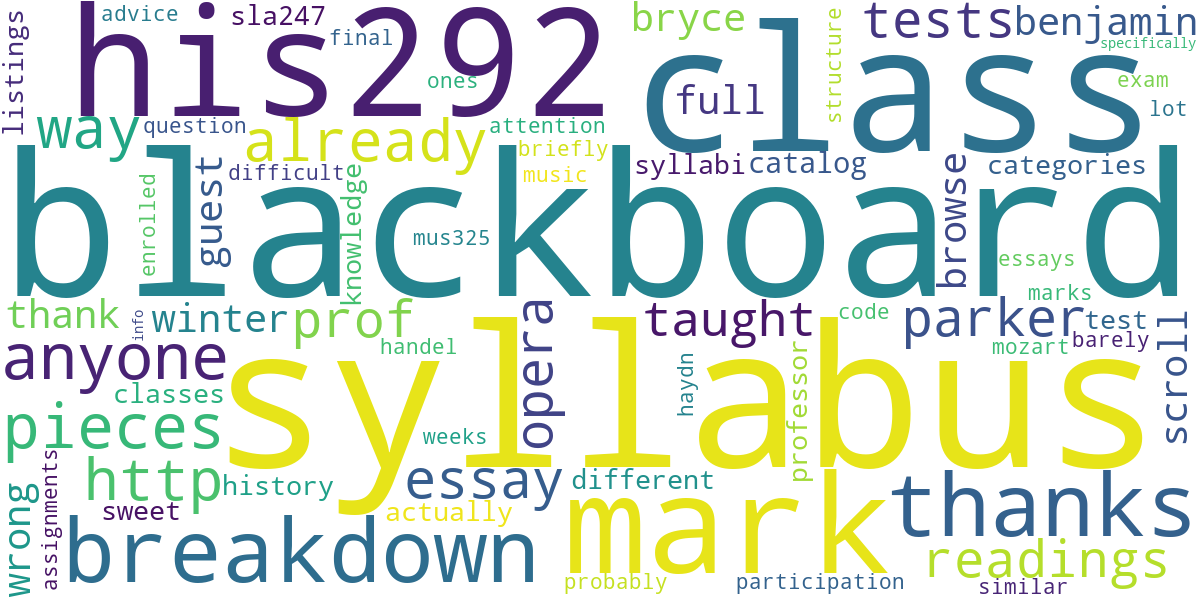 advice
sla247
his292
final
listings
ones
bryce
tests
benjamin
specifically
class
full
structure
exam
lot
way
question
already
attention
briefly
music
difficult
syllabi
catalog
categories
browse
guest
enrolled
knowledge
mus325
blackboard
essays
marks
thank
winter
info
prof
opera
taught
code
parker
test
barely
anyone
handel
haydn
mozart
scroll
syllabus
classes
professor
pieces
weeks
http
history
essay
different
thanks
wrong
assignments
sweet
actually
mark
breakdown
readings
probably
participation
similar